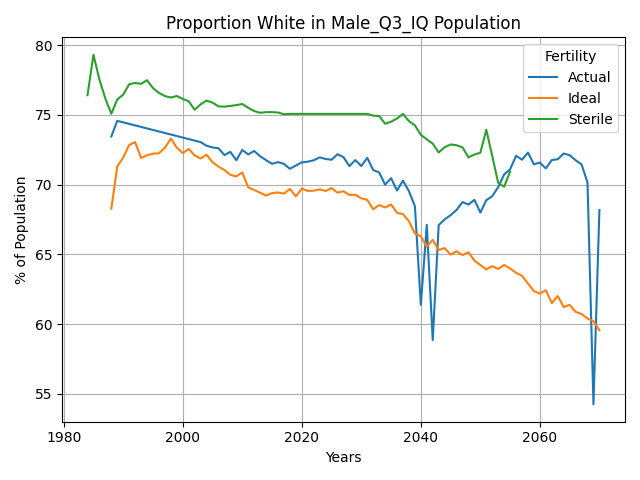 Proportion White in Male_Q3_IQ Population
Fertility
Actual
Ideal
Sterile
% of Population
80
75
70
65
60
55
1980
2000
2020
2040
2060
Years